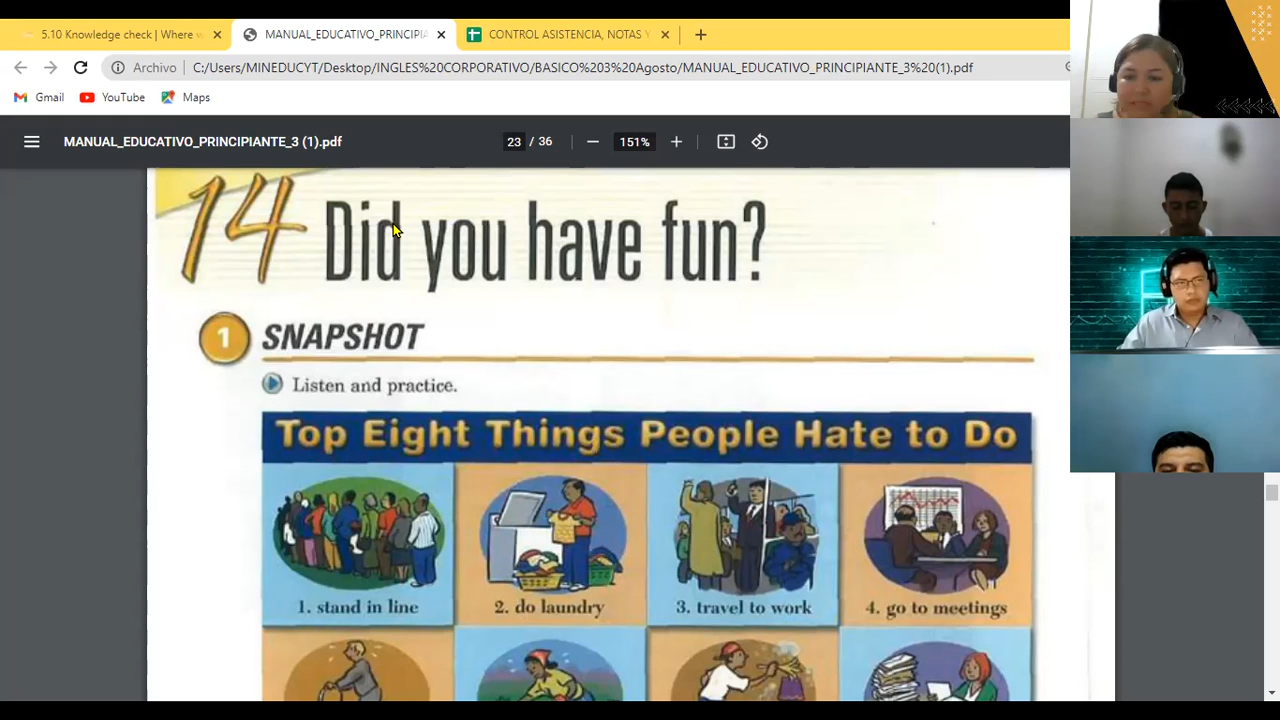 5.10 Knowledge check | Where w
MANUAL_EDUCATIVO_PRINCIPIA
CONTROL ASISTENCIA, NOTAS Y
Archivo
C:/Users/MINEDUCYT/Desktop/INGLES%20CORPORATIVO/BASICO%203%20Agosto/MANUAL_EDUCATIVO_PRINCIPIANTE_3%20(1).pdf
Gmail
YouTube
Maps
MANUAL_EDUCATIVO_PRINCIPIANTE_3 (1).pdf
23 / 36
151%
14 Did you have fun?
1 SNAPSHOT
Listen and practice.
Top Eight Things People Hate to Do
1. stand in line
2. do laundry
3. travel to work
4. go to meetings